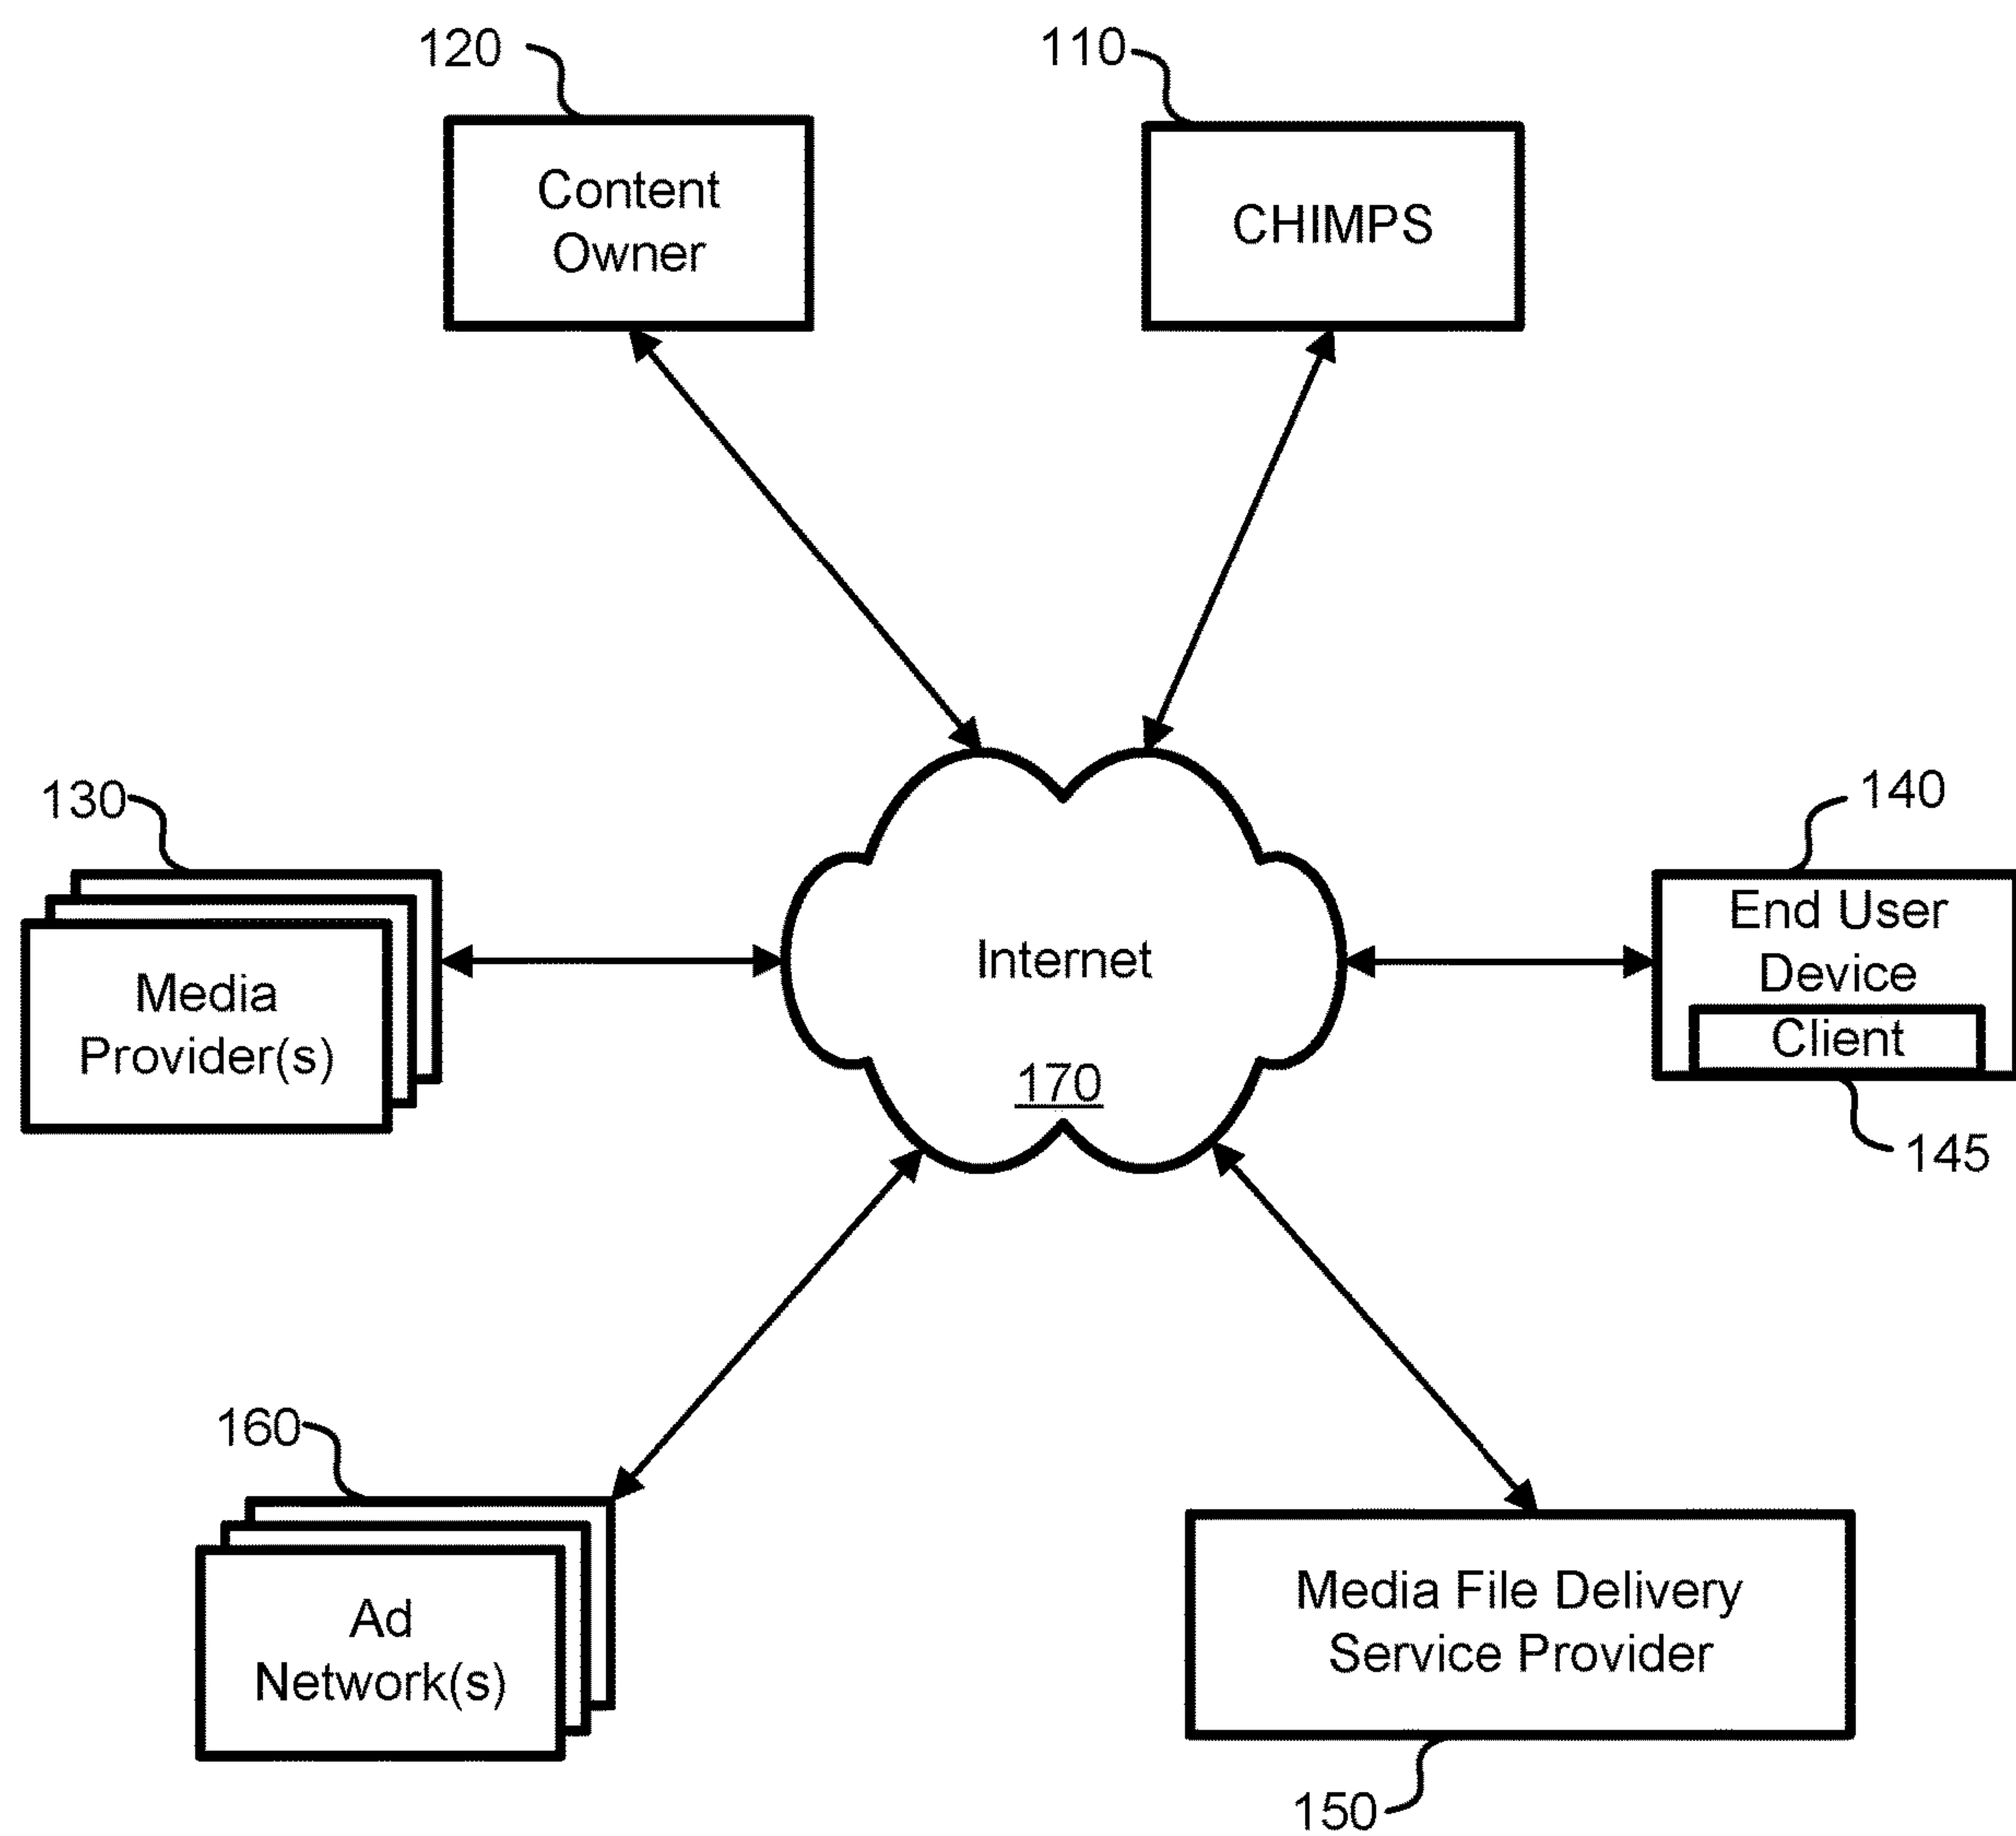 120
110
Content
Owner
CHIMPS
130
140
Media
Provider(s)
Internet
170
End User
Device
Client
145
160
Ad
Network(s)
Media File Delivery
Service Provider
150